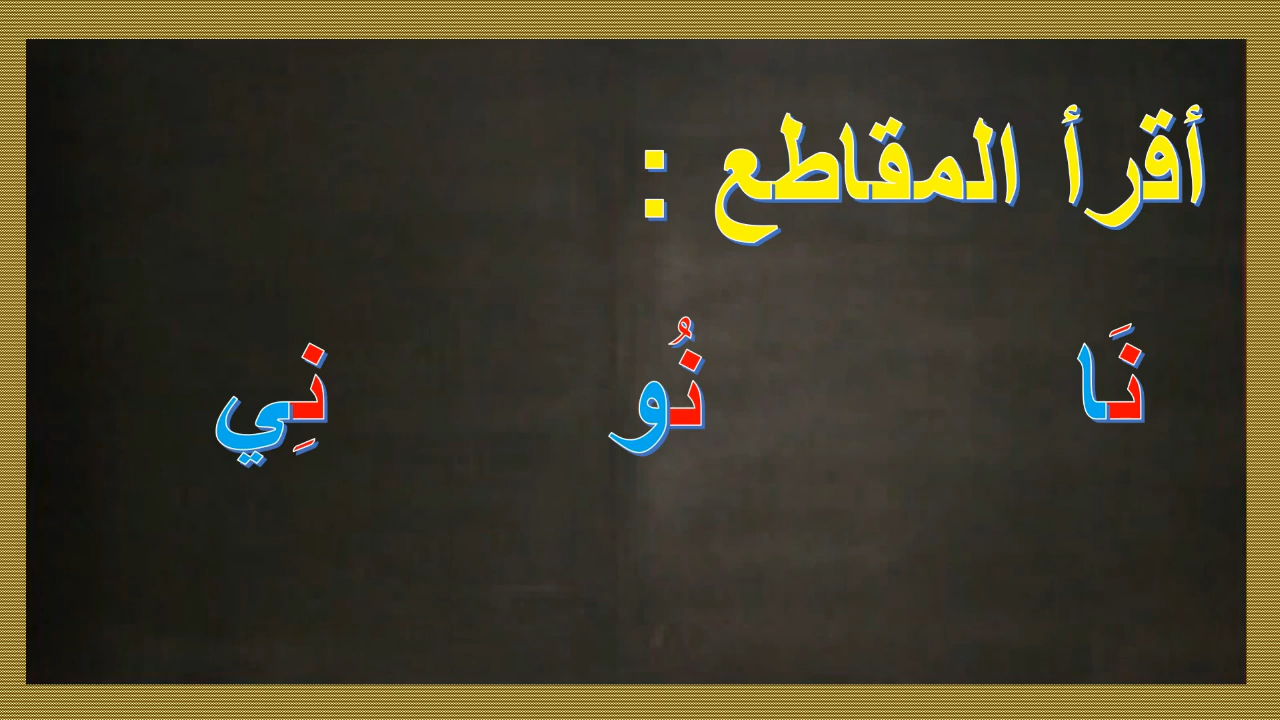 أقرأ المقاطع :
نَا نُو نِي